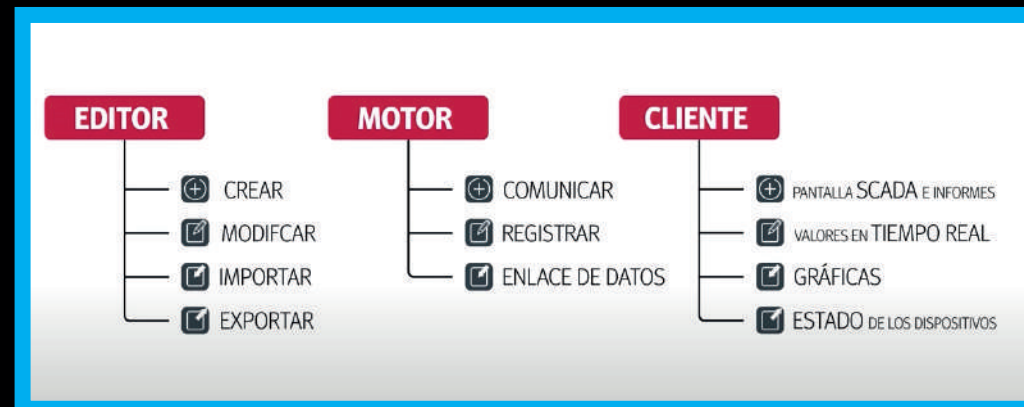 EDITOR
CREAR
MODIFCAR
IMPORTAR
EXPORTAR
MOTOR
COMUNICAR
REGISTRAR
ENLACE DE DATOS
CLIENTE
PANTALLA SCADA E INFORMES
VALORES EN TIEMPO REAL
GRÁFICAS
ESTADO DE LOS DISPOSITIVOS